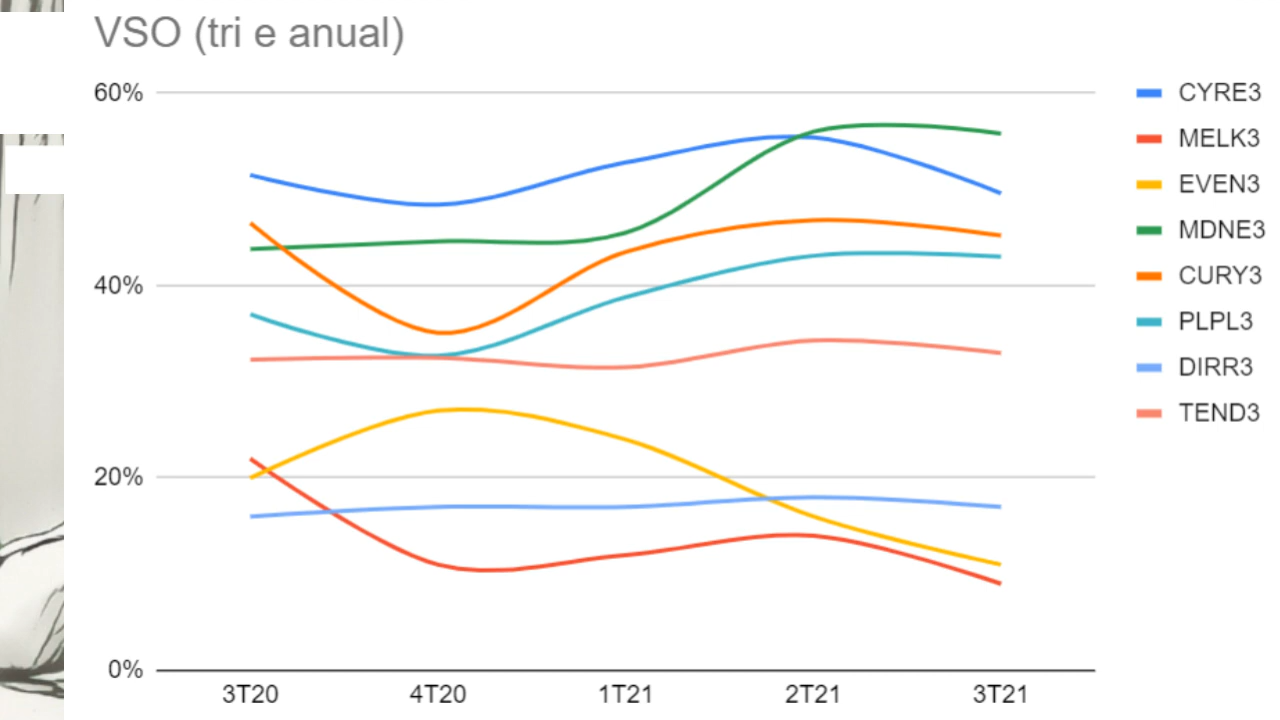 VSO (tri e anual)
60%
40%
20%
0%
3T20 4T20 1T21 2T21 3T21
CYRE3
MELK3
EVEN3
MDNE3
CURY3
PLPL3
DIRR3
TEND3